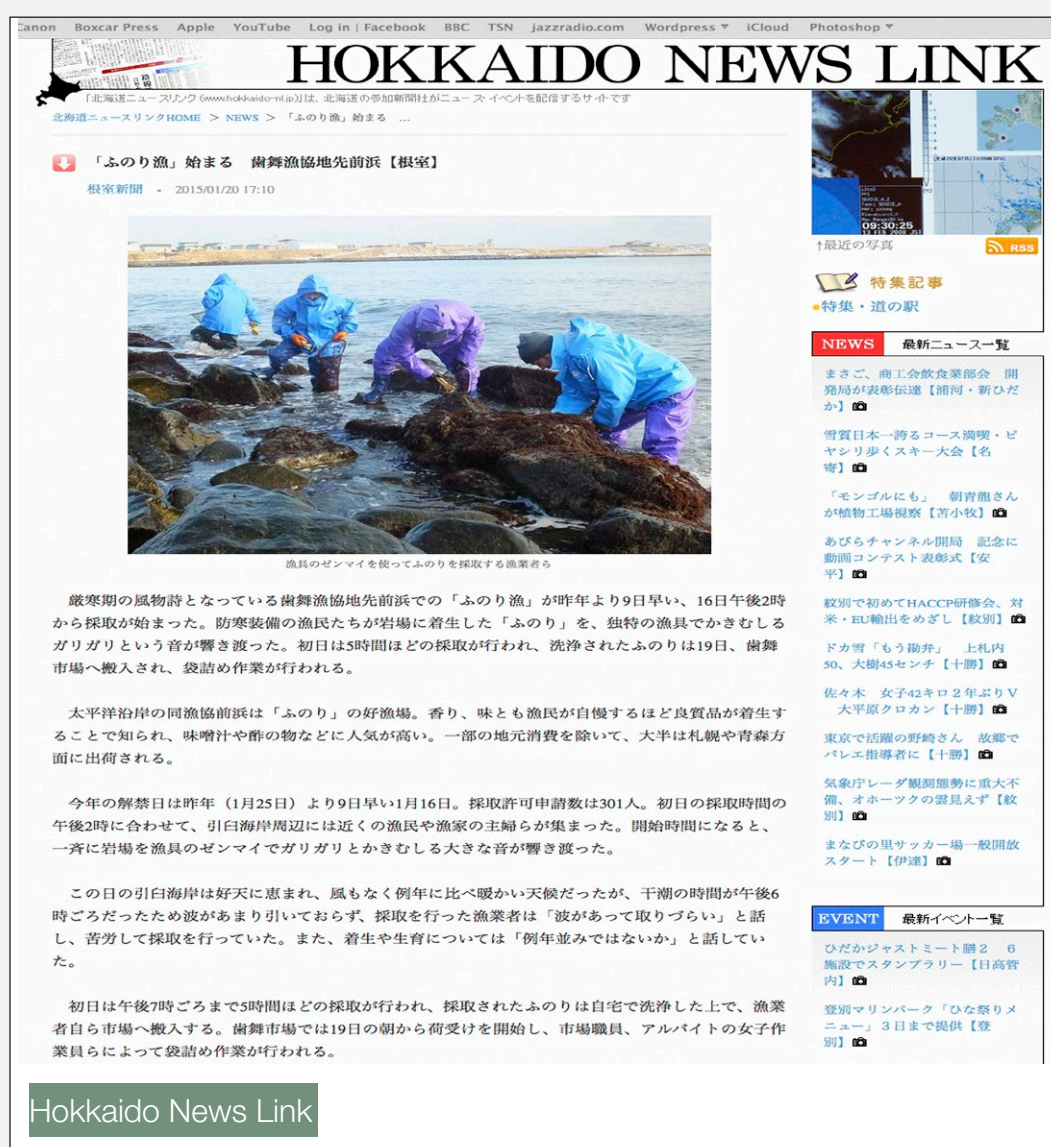 Canon Boxcar Press Apple YouTube Log in | Facebook BBC TSN jazzradio.com Wordpress ▼ iCloud Photoshop ▼
HOKKAIDO NEWS LINK
「北海道ニュースリンク (www.hokkaido-nl.jp)」は、北海道の参加新聞社がニュース・イベントを配信するサイトです
北海道ニュースリンクHOME > NEWS > 「ふのり漁」始まる …
「ふのり漁」始まる 歯舞漁協地先前浜【根室】
根室新聞 - 2015/01/20 17:10
漁具のゼンマイを使ってふのりを採取する漁業者ら
厳寒期の風物詩となっている歯舞漁協地先前浜での「ふのり漁」が昨年より9日早い、16日午後2時
から採取が始まった。防寒装備の漁民たちが岩場に着生した「ふのり」を、独特の漁具でかきむしる
ガリガリという音が響き渡った。初日は5時間ほどの採取が行われ、洗浄されたふのりは19日、歯舞
市場へ搬入され、袋詰め作業が行われる。
太平洋沿岸の同漁協前浜は「ふのり」の好漁場。香り、味とも漁民が自慢するほど良質品が着生す
ることで知られ、味噌汁や酢の物などに人気が高い。一部の地元消費を除いて、大半は札幌や青森方
面に出荷される。
今年の解禁日は昨年（1月25日）より9日早い1月16日。採取許可申請数は301人。初日の採取時間の
午後2時に合わせて、引臼海岸周辺には近くの漁民や漁家の主婦らが集まった。開始時間になると、
一斉に岩場を漁具のゼンマイでガリガリとかきむしる大きな音が響き渡った。
この日の引臼海岸は好天に恵まれ、風もなく例年に比べ暖かい天候だったが、干潮の時間が午後6
時ごろだったため波があまり引いておらず、採取を行った漁業者は「波があって取りづらい」と話
し、苦労して採取を行っていた。また、着生や生育については「例年並みではないか」と話してい
た。
初日は午後7時ごろまで5時間ほどの採取が行われ、採取されたふのりは自宅で洗浄した上で、漁業
者自ら市場へ搬入する。歯舞市場では19日の朝から荷受けを開始し、市場職員、アルバイトの女子作
業員らによって袋詰め作業が行われる。
09:30:25
↑最近の写真
RSS
特集記事
特集・道の駅
NEWS 最新ニュース一覧
まさご、商工会飲食業部会 開
発局が表彰伝達【浦河・新ひだ
か】
雪質日本一誇るコース満喫・ピ
ヤシリ歩くスキー大会【名
寄】
「モンゴルにも」 朝青龍さん
が植物工場視察【苫小牧】
あびらチャンネル開局 記念に
動画コンテスト表彰式【安
平】
紋別で初めてHACCP研修会、対
米・EU輸出をめざし【紋別】
ドカ雪「もう勘弁」 上札内
50、大樹45センチ【十勝】
佐々木 女子42キロ2年ぶりV
大平原クロカン【十勝】
東京で活躍の野崎さん 故郷で
バレエ指導者に【十勝】
気象庁レーダ観測態勢に重大不
備、オホーツクの雲見えず【紋
別】
まなびの里サッカー場一般開放
スタート【伊達】
EVENT 最新イベント一覧
ひだかジャストミート膳2 6
施設でスタンプラリー【日高管
内】
登別マリンパーク「ひな祭りメ
ニュー」3日まで提供【登
別】
Hokkaido News Link